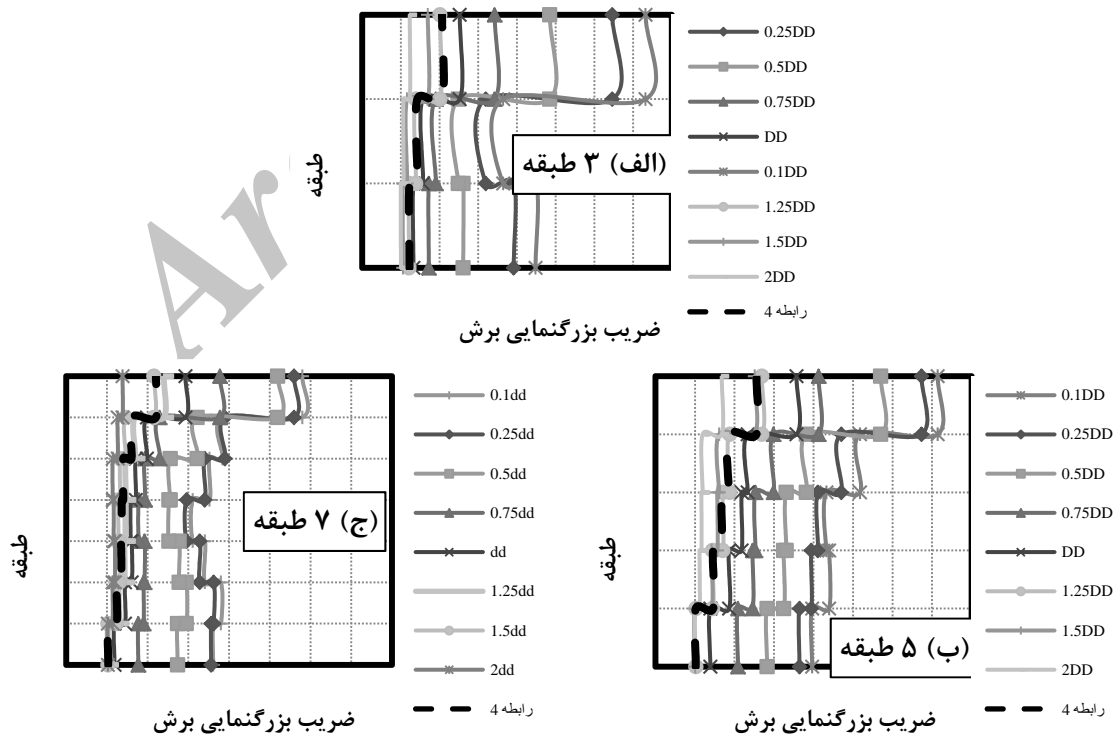 0.25DD
0.5DD
0.75DD
DD
0.1DD
1.25DD
1.5DD
2DD
رابطه 4
(الف) ۳ طبقه
طبقه
ضریب بزرگنمایی برش
Ar
0.1dd
0.25dd
0.5dd
0.75dd
dd
1.25dd
1.5dd
2dd
رابطه 4
(ج) ۷ طبقه
طبقه
ضریب بزرگنمایی برش
0.1DD
0.25DD
0.5DD
0.75DD
DD
1.25DD
1.5DD
2DD
رابطه 4
(ب) ۵ طبقه
طبقه
ضریب بزرگنمایی برش